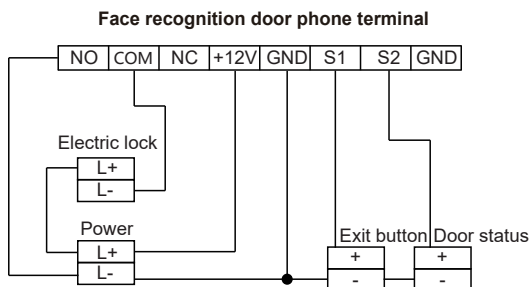 Face recognition door phone terminal
NO COM NC +12V GND S1 S2 GND
Electric lock
L+
L-
Power
L+
L-
Exit button
+
-
Door status
+
-